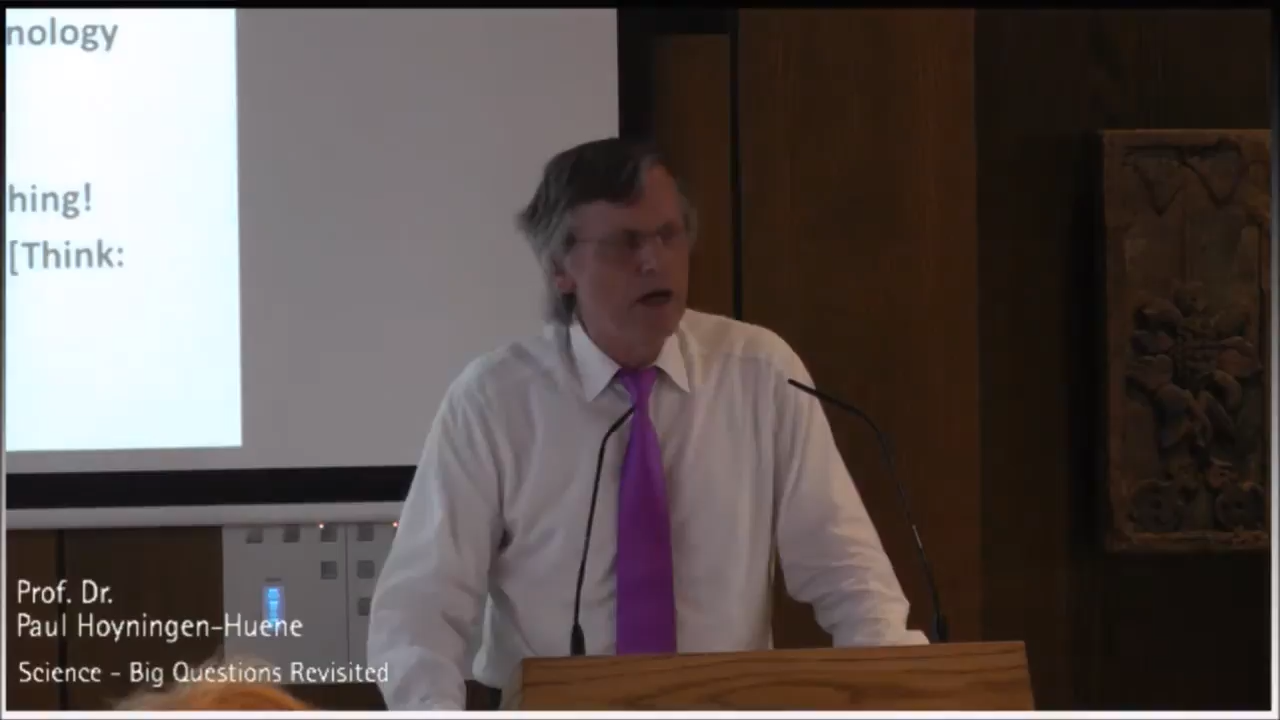 nology
hing!
[Think:
Prof. Dr.
Paul Hoyningen-Huene
Science - Big Questions Revisited